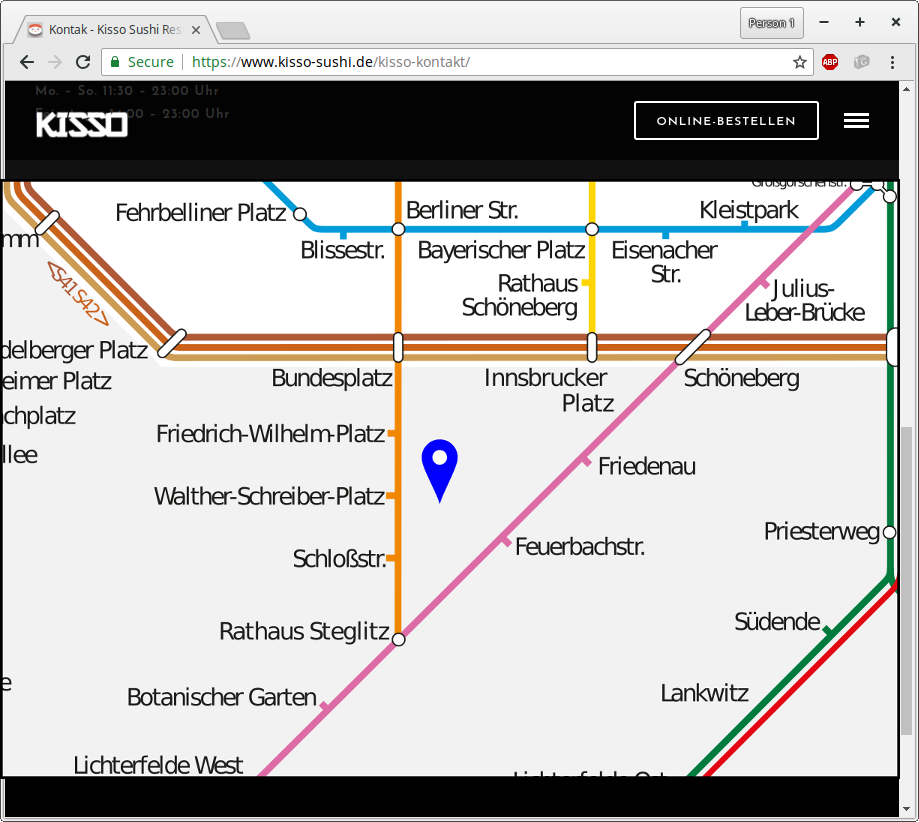 Kontak - Kisso Sushi Res
Person 1
Secure
https://www.kisso-sushi.de/kisso-kontakt/
ABP
Mo. – So. 11:30 – 23:00 Uhr
00 – 23:00 Uhr
KISSO
ONLINE-BESTELLEN
Großgörschenstr.
Fehrbelliner Platz
Berliner Str.
Kleistpark
mm
Blissestr.
Bayerischer Platz
Eisenacher
Str.
<S41 S42>
Rathaus
Schöneberg
Julius-
Leber-Brücke
delberger Platz
Bundesplatz
Innsbrucker
Platz
Schöneberg
eimer Platz
chplatz
Friedrich-Wilhelm-Platz
llee
Friedenau
Walther-Schreiber-Platz
Priesterweg
Feuerbachstr.
Schloßstr.
Südende
Rathaus Steglitz
e
Lankwitz
Botanischer Garten
Lichterfelde West
Lichterfelde Ost